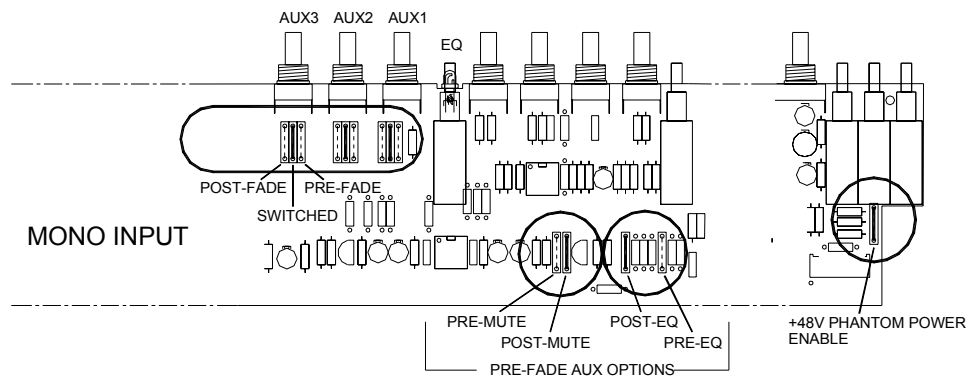 AUX3 AUX2 AUX1
EQ
POST-FADE PRE-FADE
SWITCHED
MONO INPUT
PRE-MUTE POST-EQ
POST-MUTE PRE-EQ
PRE-FADE AUX OPTIONS
+48V PHANTOM POWER
ENABLE